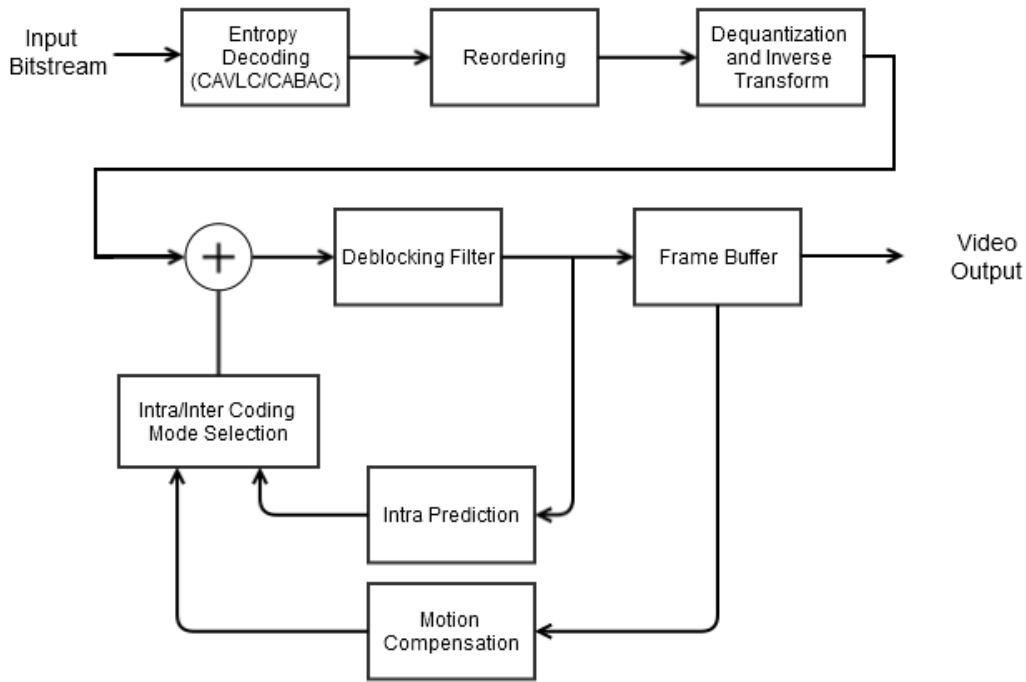 Input
Bitstream
Entropy
Decoding
(CAVLC/CABAC)
Reordering
Dequantization
and Inverse
Transform
+
Deblocking Filter
Frame Buffer
Video
Output
Intra/Inter Coding
Mode Selection
Intra Prediction
Motion
Compensation